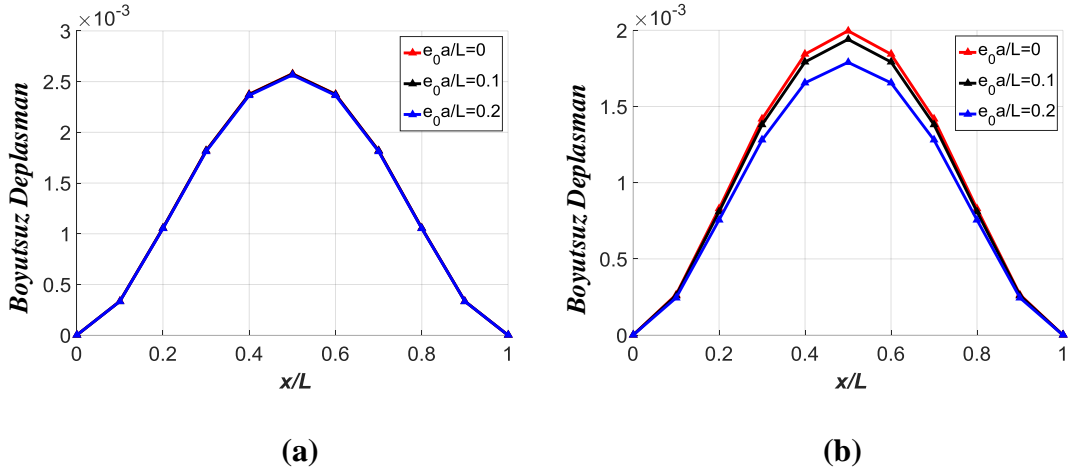 ×10⁻³
3
2.5
2
1.5
1
0.5
0
0 0.2 0.4 0.6 0.8 1
Boyutsuz Deplasman
x/L
e₀a/L=0
e₀a/L=0.1
e₀a/L=0.2
(a)
×10⁻³
2
1.5
1
0.5
0
0 0.2 0.4 0.6 0.8 1
Boyutsuz Deplasman
x/L
e₀a/L=0
e₀a/L=0.1
e₀a/L=0.2
(b)